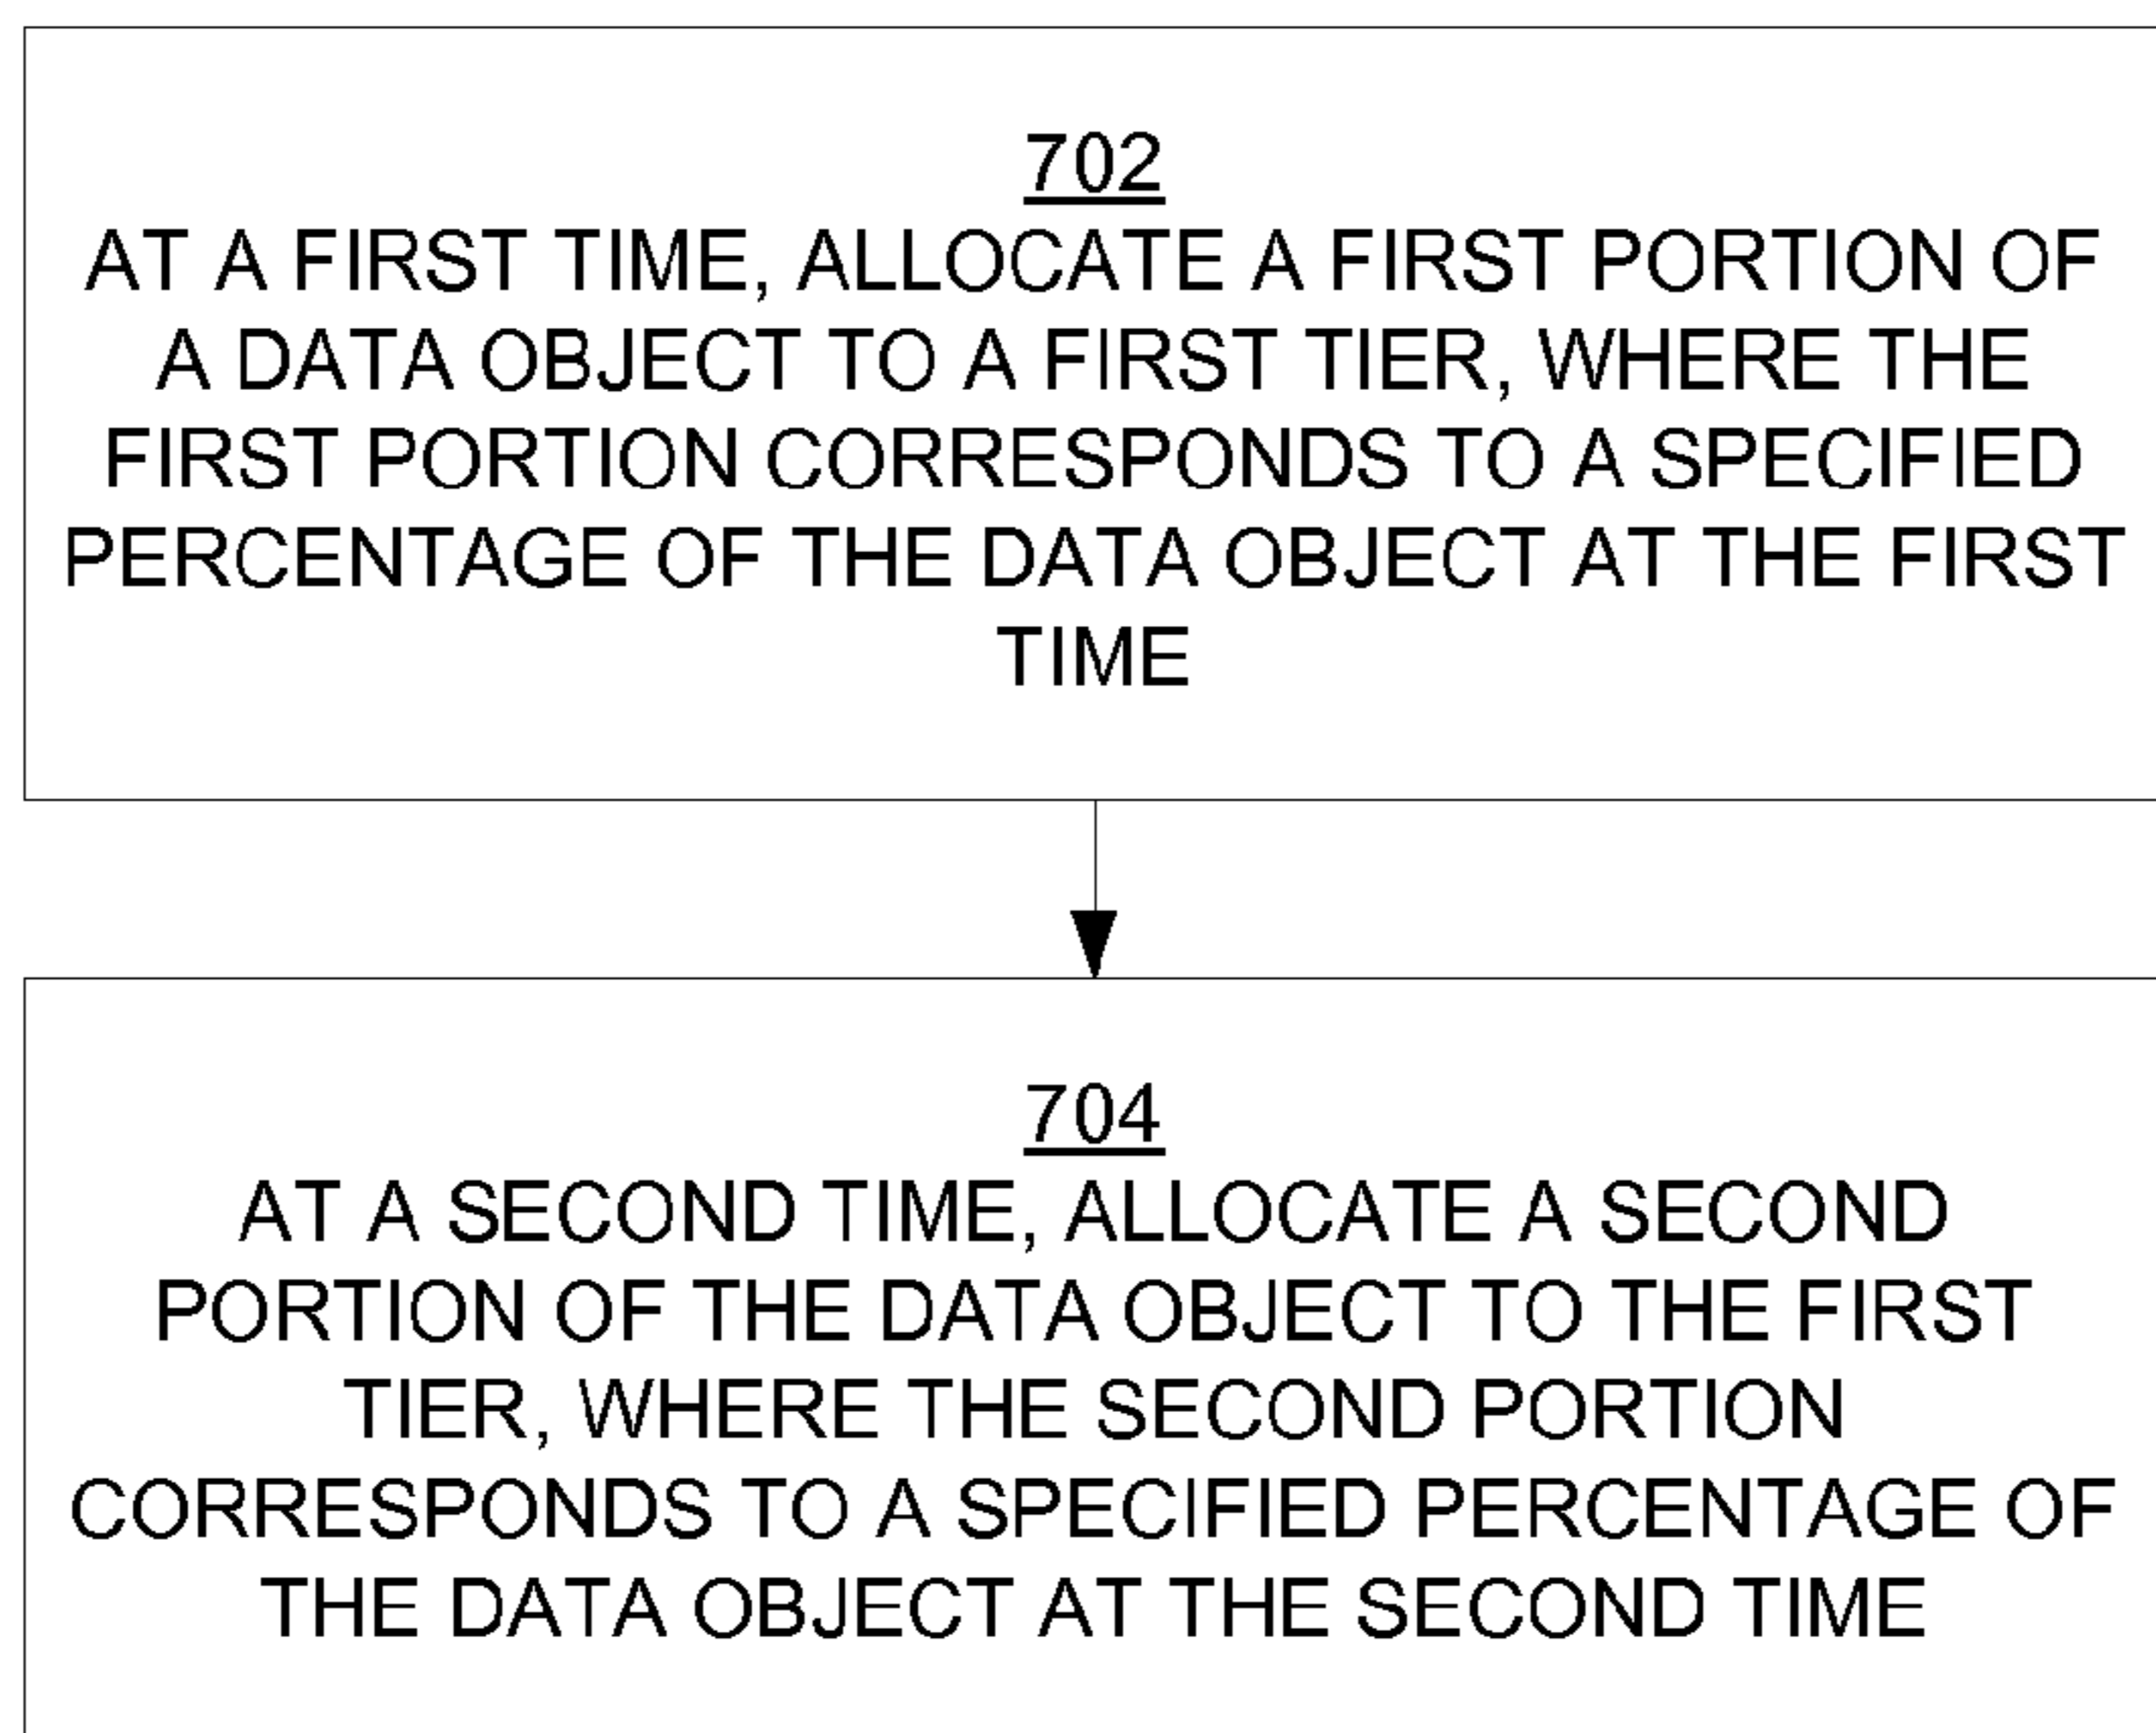 702
AT A FIRST TIME, ALLOCATE A FIRST PORTION OF
A DATA OBJECT TO A FIRST TIER, WHERE THE
FIRST PORTION CORRESPONDS TO A SPECIFIED
PERCENTAGE OF THE DATA OBJECT AT THE FIRST
TIME
704
AT A SECOND TIME, ALLOCATE A SECOND
PORTION OF THE DATA OBJECT TO THE FIRST
TIER, WHERE THE SECOND PORTION
CORRESPONDS TO A SPECIFIED PERCENTAGE OF
THE DATA OBJECT AT THE SECOND TIME